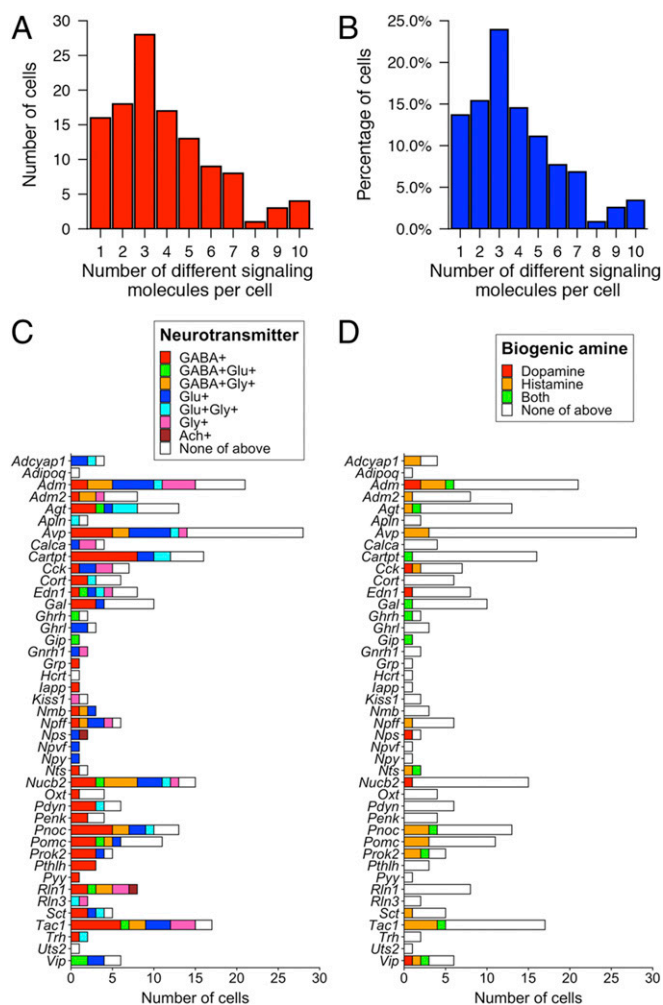 A
B
30
25
20
15
10
5
0
Number of cells
1 2 3 4 5 6 7 8 9 10
Number of different signaling
molecules per cell
25.0%
20.0%
15.0%
10.0%
5.0%
0.0%
Percentage of cells
1 2 3 4 5 6 7 8 9 10
Number of different signaling
molecules per cell
C
Neurotransmitter
GABA+
GABA+Glu+
GABA+Gly+
Glu+
Glu+Gly+
Gly+
Ach+
None of above
Adcyap1
Adipoq
Adm
Adm2
Agt
Apln
Avp
Calca
Cartpt
Cck
Cort
Edn1
Gal
Ghrh
Ghrl
Gip
Gnrh1
Grp
Hcrt
Iapp
Kiss1
Nmb
Npff
Nps
Npvf
Npy
Nts
Nucb2
Oxt
Pdyn
Penk
Pnoc
Pomc
Prok2
Pthlh
Pyy
Rln1
Rln3
Sct
Tac1
Trh
Uts2
Vip
0 5 10 15 20 25 30
Number of cells
D
Biogenic amine
Dopamine
Histamine
Both
None of above
Adcyap1
Adipoq
Adm
Adm2
Agt
Apln
Avp
Calca
Cartpt
Cck
Cort
Edn1
Gal
Ghrh
Ghrl
Gip
Gnrh1
Grp
Hcrt
Iapp
Kiss1
Nmb
Npff
Nps
Npvf
Npy
Nts
Nucb2
Oxt
Pdyn
Penk
Pnoc
Pomc
Prok2
Pthlh
Pyy
Rln1
Rln3
Sct
Tac1
Trh
Uts2
Vip
0 5 10 15 20 25 30
Number of cells